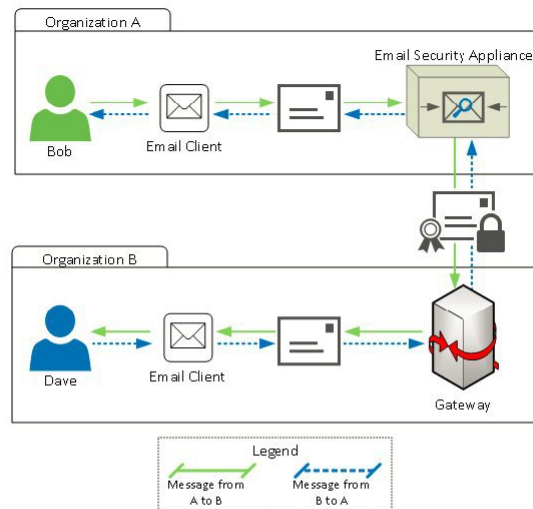 Organization A
Email Security Appliance
Bob
Email Client
Organization B
Dave
Email Client
Gateway
Legend
Message from
A to B
Message from
B to A